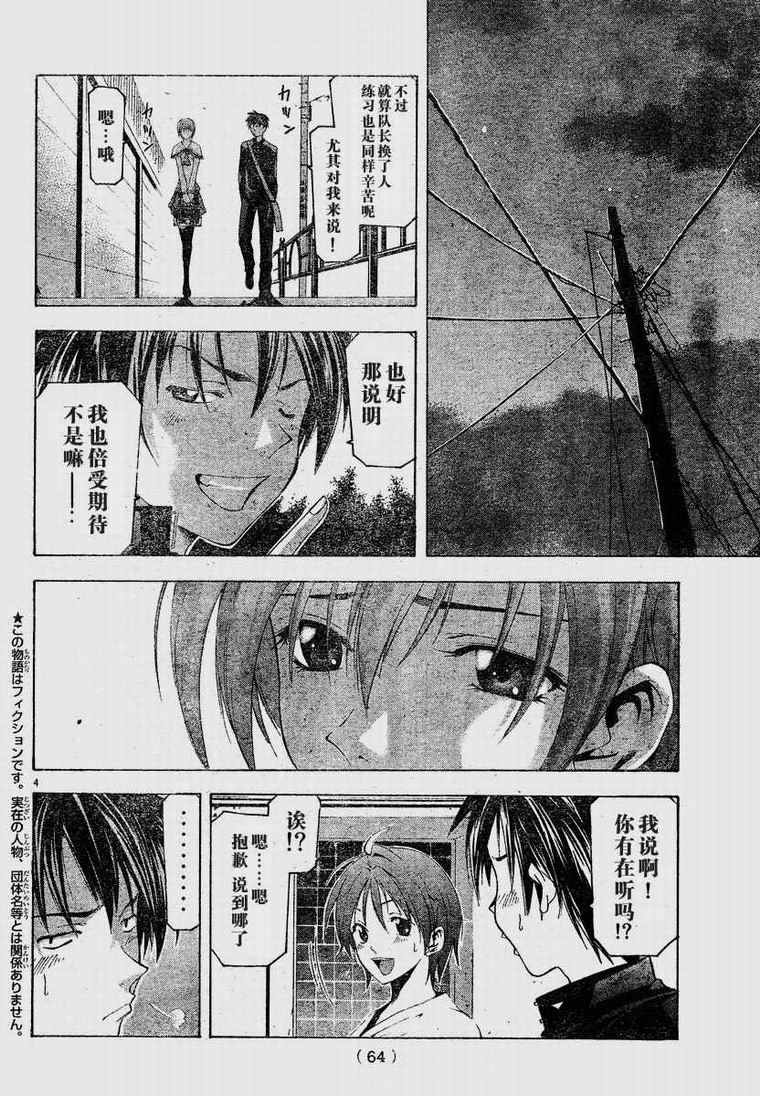 不过
就算队长换了人
练习也是同样辛苦呢
尤其对我来说！
カツン
カツン
嗯…哦
也好
那说明
我也倍受期待
不是嘛——！
我说啊！
你有在听吗!?
诶!?
嗯……嗯
抱歉 说到哪了
…………
★この物語はフィクションです。実在の人物、団体名等とは関係ありません。
4
(64)